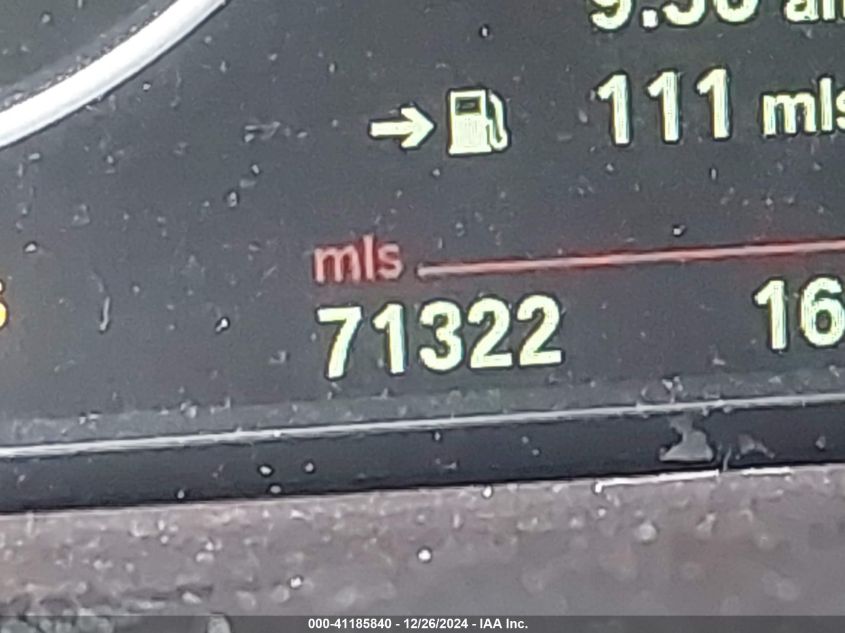 111 mls
mls
71322 16
000-41185840 - 12/26/2024 - IAA Inc.